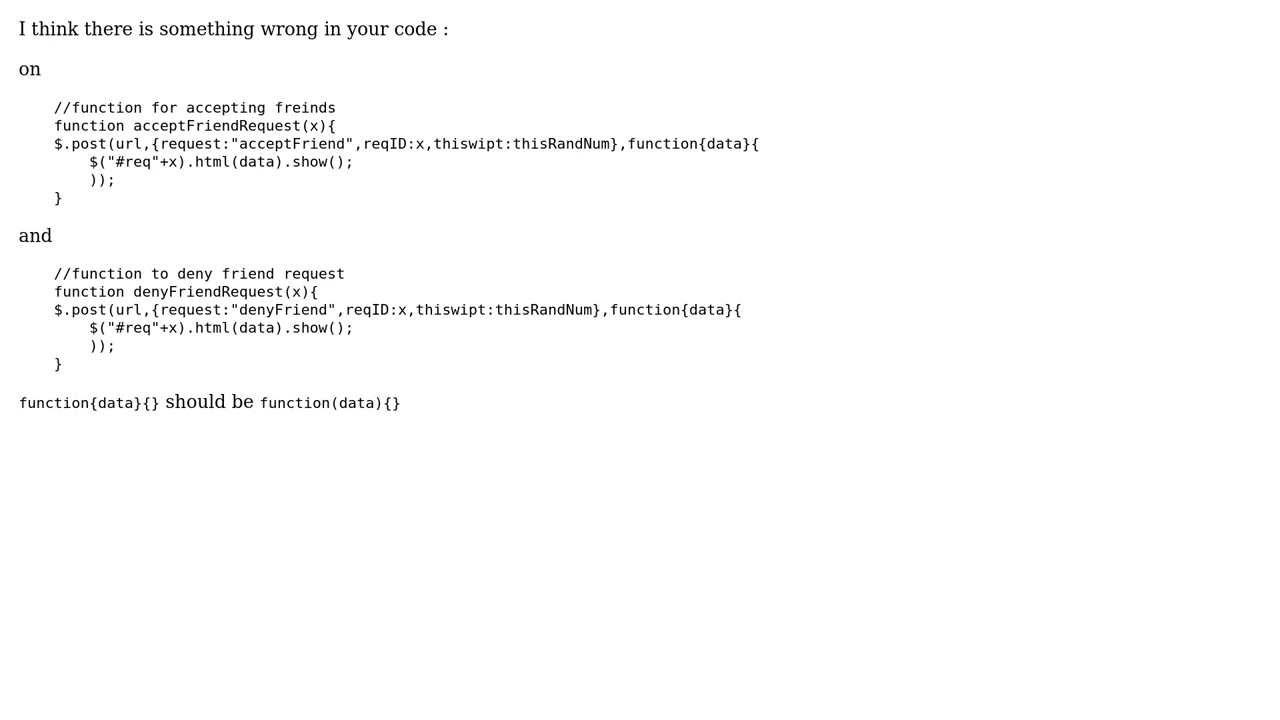 I think there is something wrong in your code :
on
//function for accepting freinds
function acceptFriendRequest(x){
$.post(url,{request:"acceptFriend",reqID:x,thiswipt:thisRandNum},function{data}{
$("#req"+x).html(data).show();
));
}
and
//function to deny friend request
function denyFriendRequest(x){
$.post(url,{request:"denyFriend",reqID:x,thiswipt:thisRandNum},function{data}{
$("#req"+x).html(data).show();
));
}
function{data}{} should be function(data){}